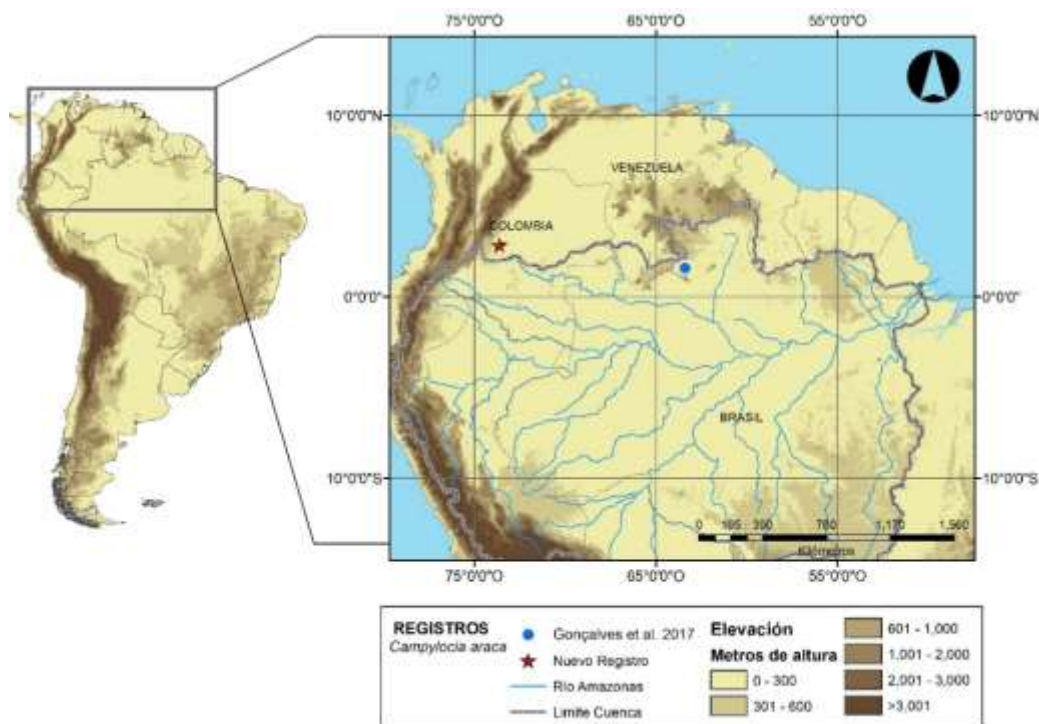 75°0'0"O 65°0'0"O 55°0'0"O
10°0'0"N 10°0'0"N
VENEZUELA
COLOMBIA
0°0'0" 0°0'0"
BRASIL
10°0'0"S 10°0'0"S
0 195 390 780 1,170 1,560
Kilómetros
75°0'0"O 65°0'0"O 55°0'0"O
REGISTROS
Campylocia araca
Gonçalves et al. 2017
Nuevo Registro
Río Amazonas
Limite Cuenca
Elevación
Metros de altura
0 - 300
301 - 600
601 - 1,000
1,001 - 2,000
2,001 - 3,000
>3,001